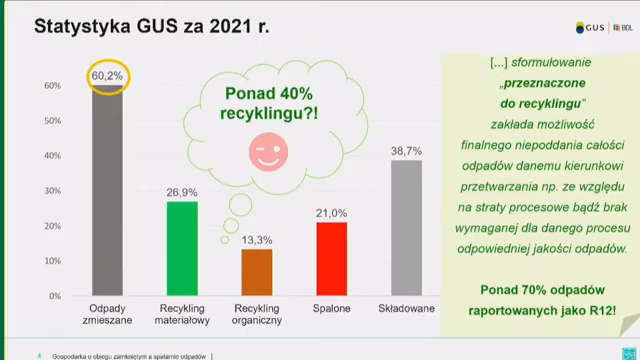 Statystyka GUS za 2021 r.
GUS
BDL
60%
50%
40%
30%
20%
10%
0%
60,2%
26,9%
13,3%
21,0%
38,7%
Ponad 40%
recyklingu?!
Odpady
zmieszane
Recykling
materiałowy
Recykling
organiczny
Spalone
Składowane
[...] sformułowanie
„przeznaczone
do recyklingu”
zakłada możliwość
finalnego niepoddania całości
odpadów danemu kierunkowi
przetwarzania np. ze względu
na straty procesowe bądź brak
wymaganej dla danego procesu
odpowiedniej jakości odpadów.
Ponad 70% odpadów
raportowanych jako R12!
4
Gospodarka o obiegu zamkniętym a spalarnie odpadów